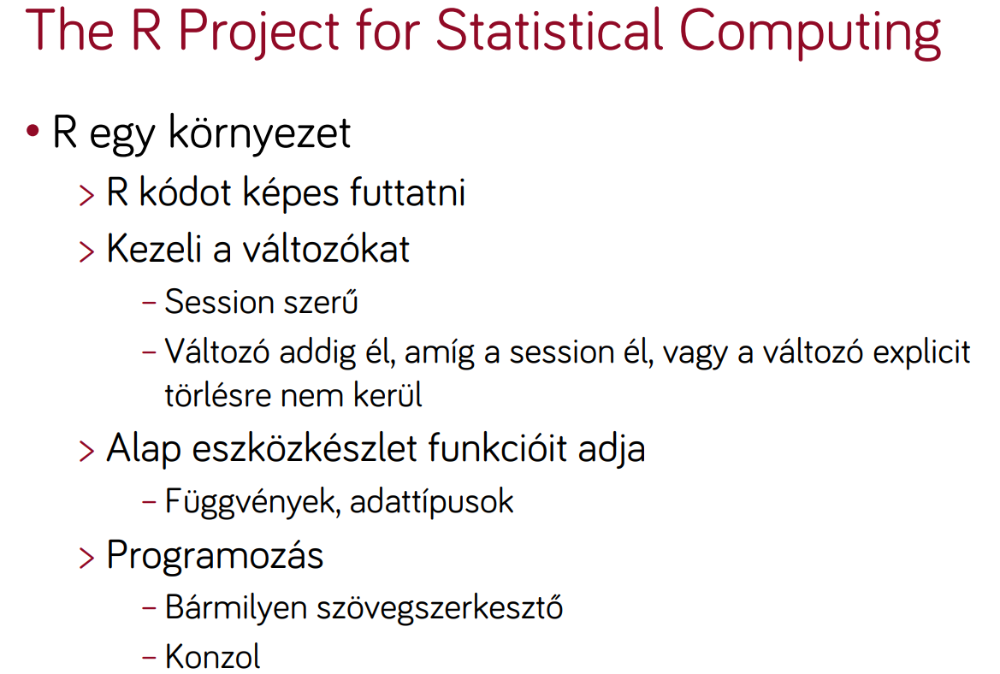 The R Project for Statistical Computing
• R egy környezet
> R kódot képes futtatni
> Kezeli a változókat
– Session szerű
– Változó addig él, amíg a session él, vagy a változó explicit
törlésre nem kerül
> Alap eszközkészlet funkcióit adja
– Függvények, adattípusok
> Programozás
– Bármilyen szövegszerkesztő
– Konzol